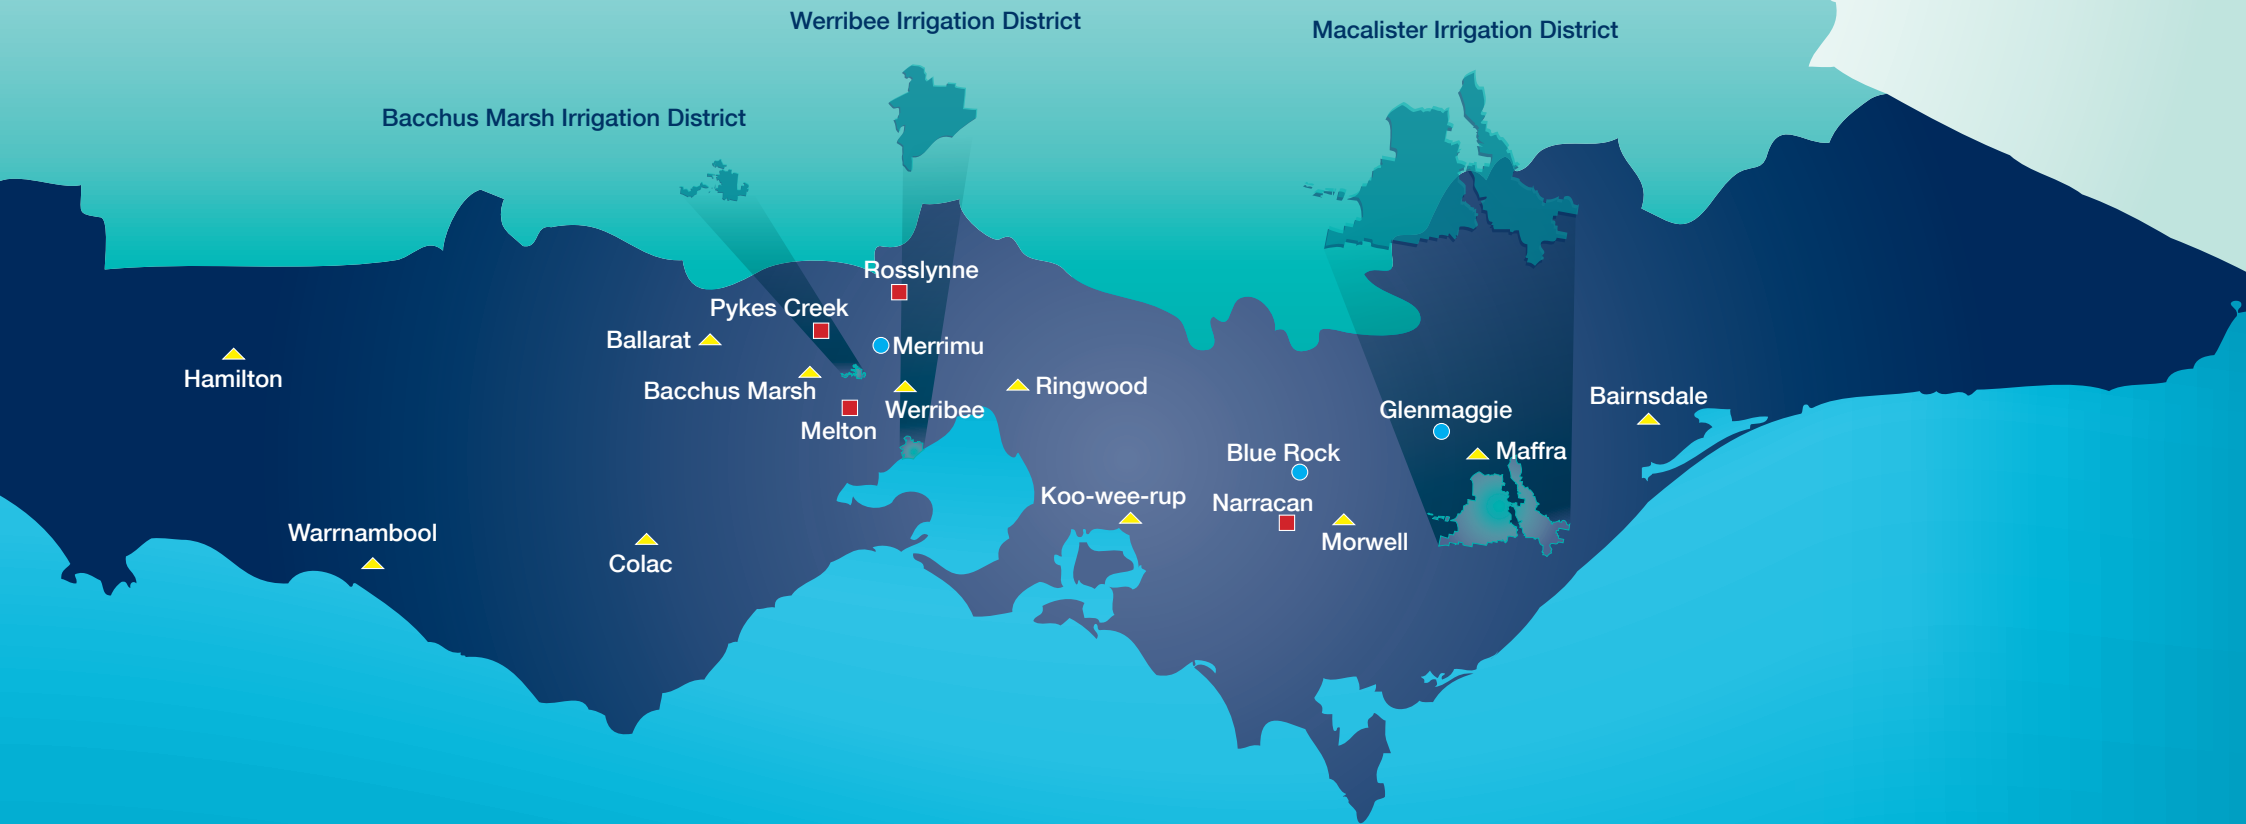 Werribee Irrigation District
Macalister Irrigation District
Bacchus Marsh Irrigation District
Rosslynne
Pykes Creek
Ballarat
Merrimu
Hamilton
Bacchus Marsh
Ringwood
Werribee
Melton
Glenmaggie
Bairnsdale
Blue Rock
Maffra
Koo-wee-rup
Narracan
Warrnambool
Morwell
Colac